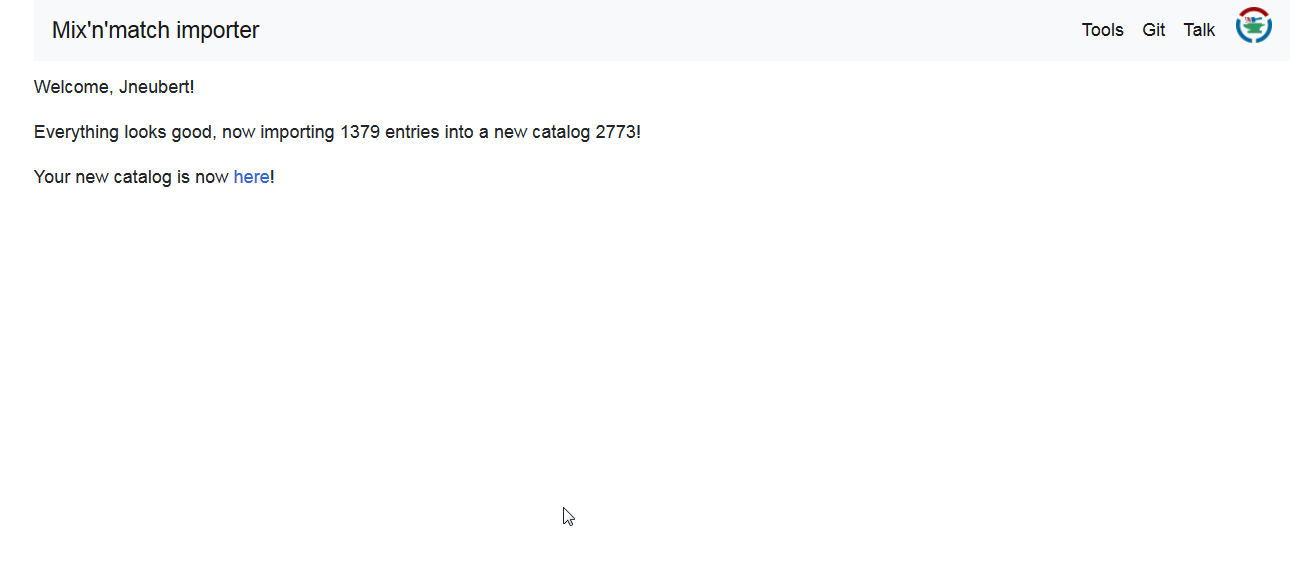 Mix'n'match importer
Tools Git Talk
Welcome, Jneubert!
Everything looks good, now importing 1379 entries into a new catalog 2773!
Your new catalog is now here!